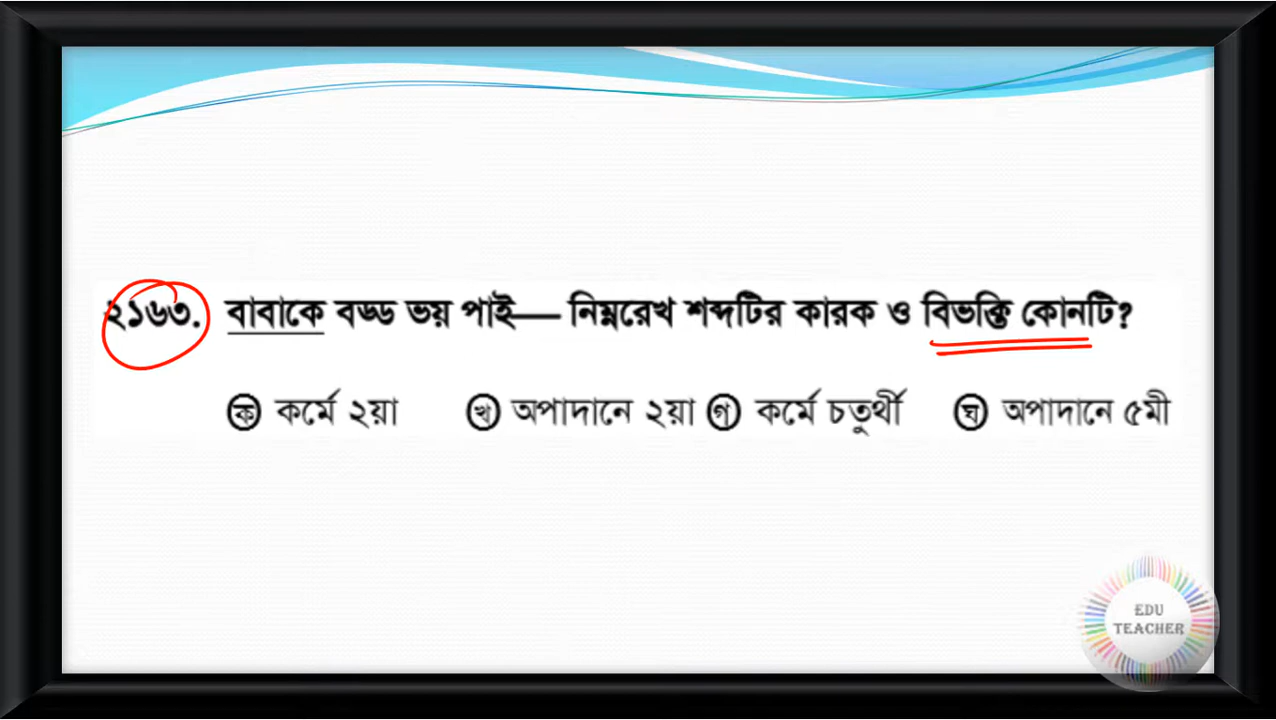 ২১৬৩. বাবাকে বড্ড ভয় পাই— নিম্নরেখ শব্দটির কারক ও বিভক্তি কোনটি?
ক কর্মে ২য়া খ অপাদানে ২য়া গ কর্মে চতুর্থী ঘ অপাদানে ৫মী
EDU
TEACHER